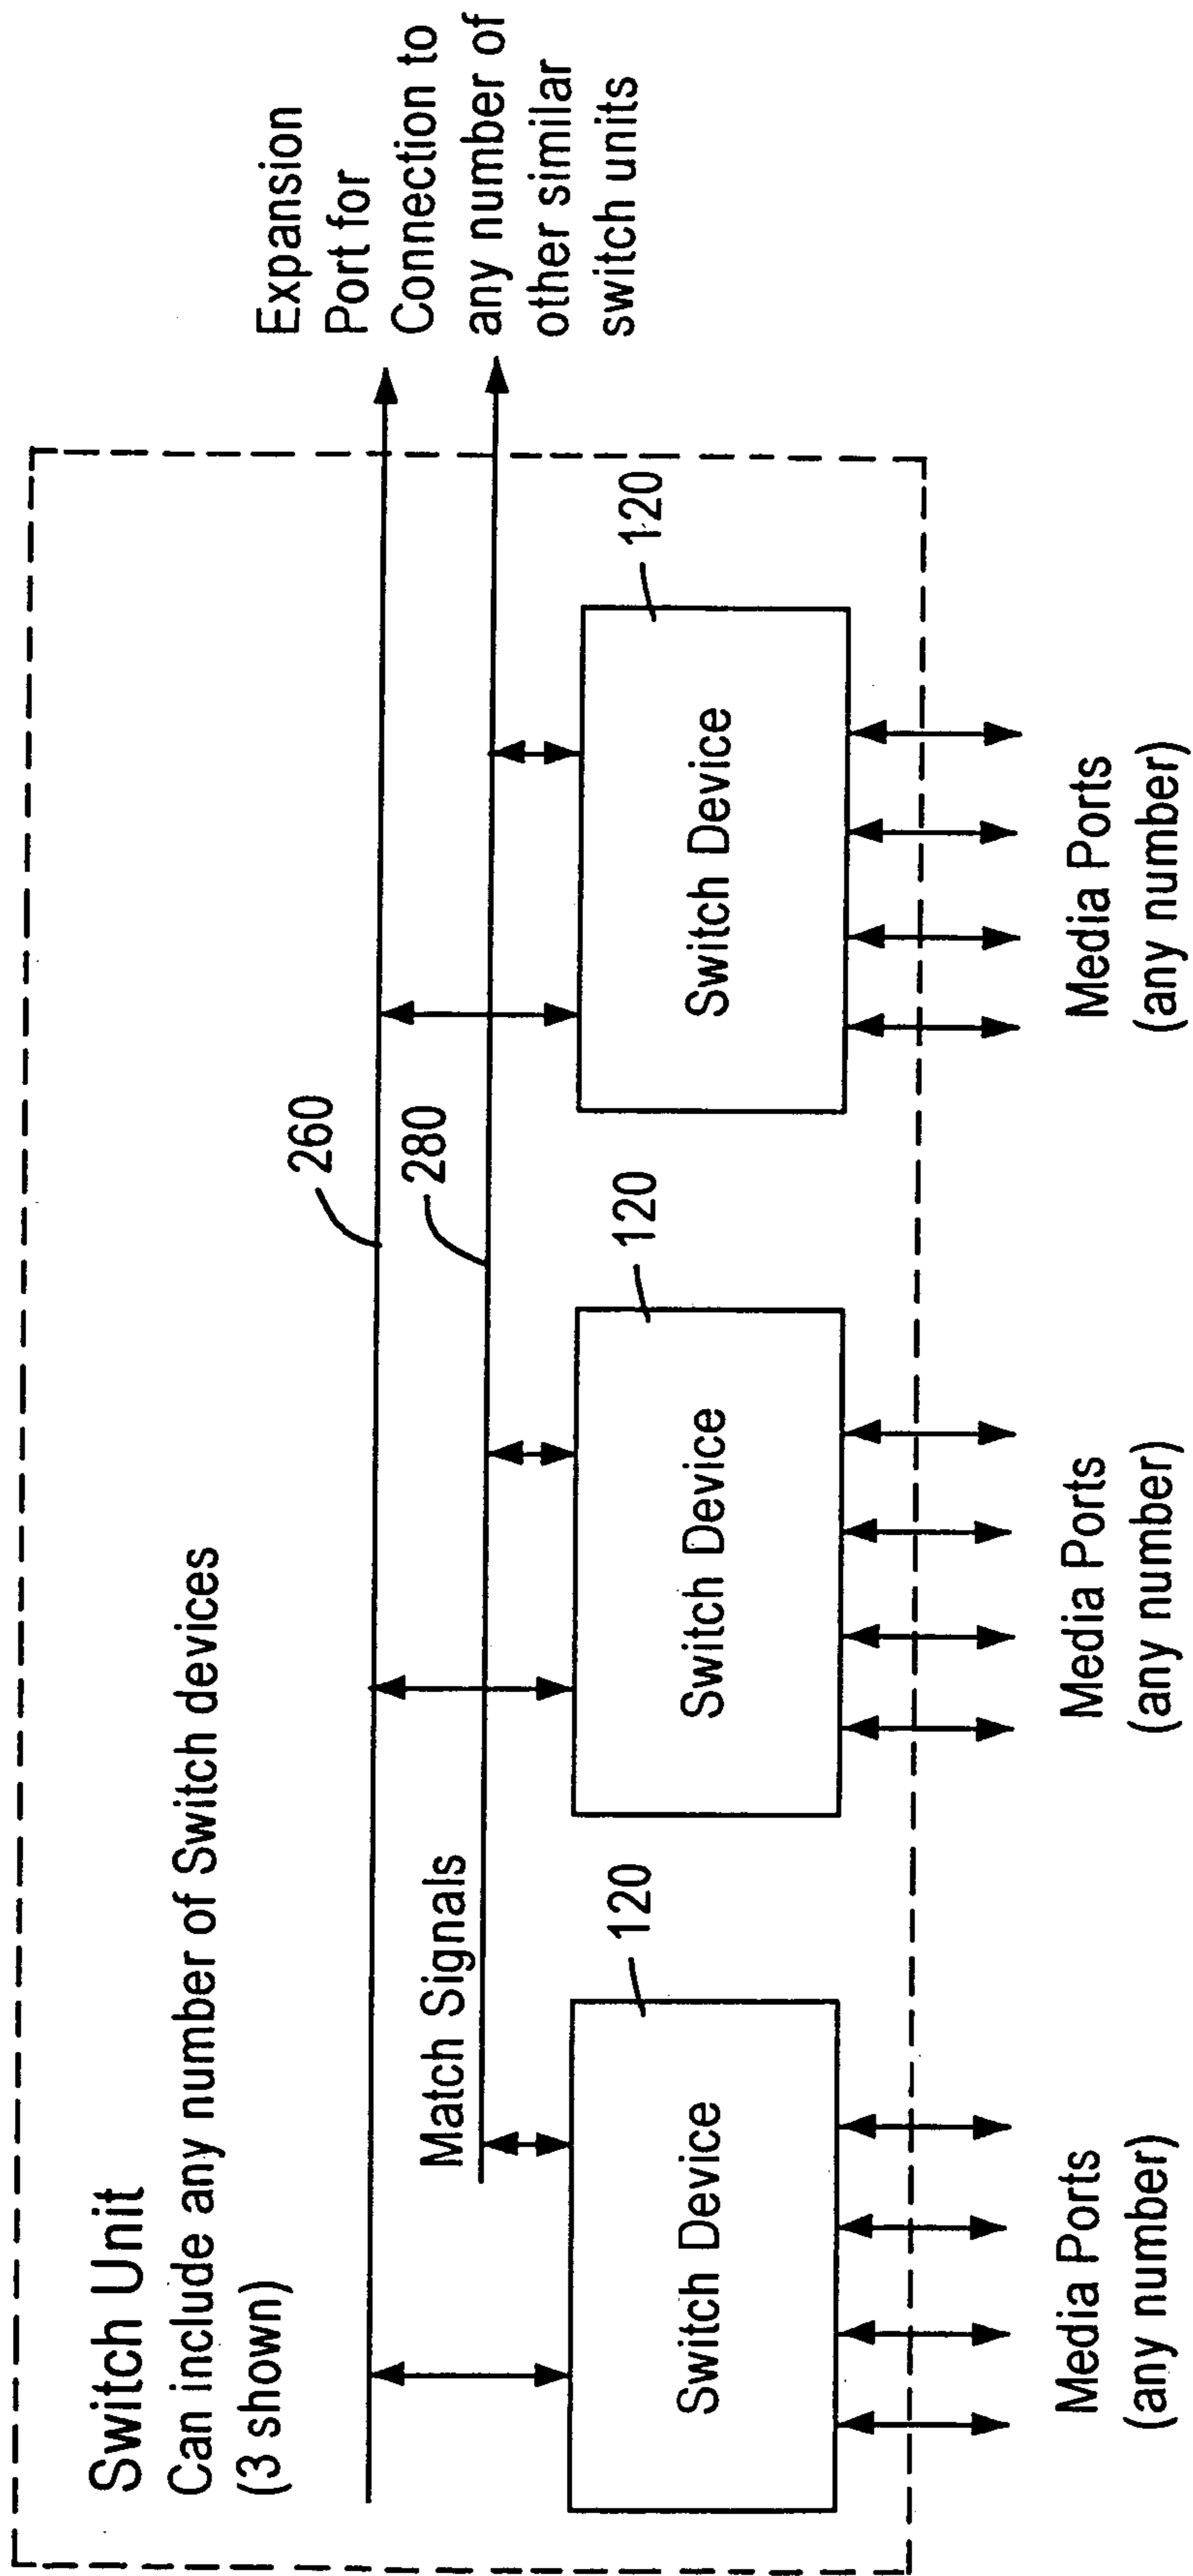 Switch Unit
Can include any number of Switch devices
(3 shown)
Expansion
Port for
Connection to
any number of
other similar
switch units
260
280
Match Signals
120
120
120
Switch Device
Switch Device
Switch Device
Media Ports
(any number)
Media Ports
(any number)
Media Ports
(any number)